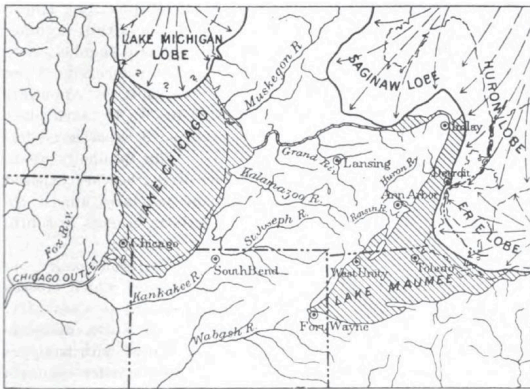 LAKE MICHIGAN
LOBE
? ? ?
Muskegon R.
SAGINAW LOBE
HURON LOBE
Imlay
LAKE CHICAGO
Grand Riv.
Lansing
Huron R.
Detroit
Kalamazoo R.
Ann Arbor
Raisin R.
ERIE LOBE
St. Joseph R.
Fox Riv.
Chicago
CHICAGO OUTLET
South Bend
West Unity
Toledo
Kankakee R.
LAKE MAUMEE
Fort Wayne
Wabash R.